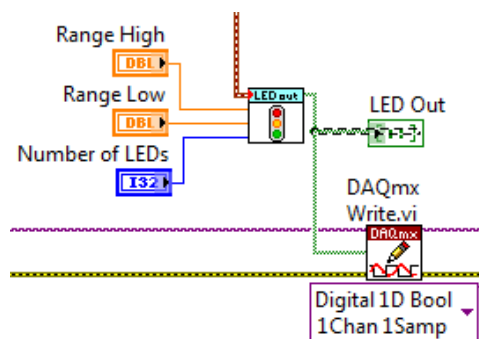 Range High
DBL
Range Low
DBL
Number of LEDs
I32
LED out
LED Out
DAQmx
Write.vi
DAQmx
Digital 1D Bool
1Chan 1Samp